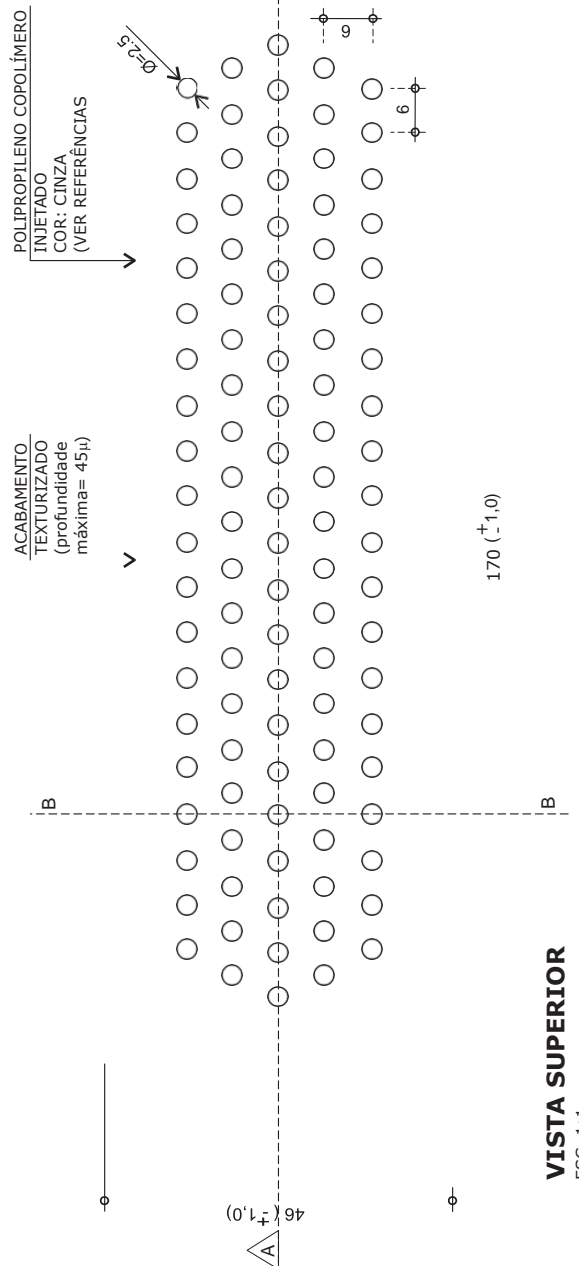 POLIPROPILENO COPOLÍMERO
INJETADO
COR: CINZA
(VER REFERÊNCIAS
ACABAMENTO
TEXTURIZADO
(profundidade
máxima= 45µ)
Ø=2.5
6
6
B
B
170 (+-1,0)
46 (+-1,0)
A
VISTA SUPERIOR
ESC. 1:1